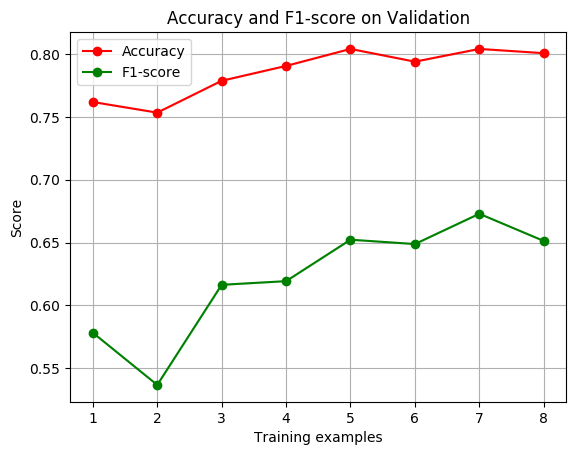 Accuracy and F1-score on Validation
Accuracy
F1-score
0.80
0.75
0.70
0.65
0.60
0.55
Score
1 2 3 4 5 6 7 8
Training examples